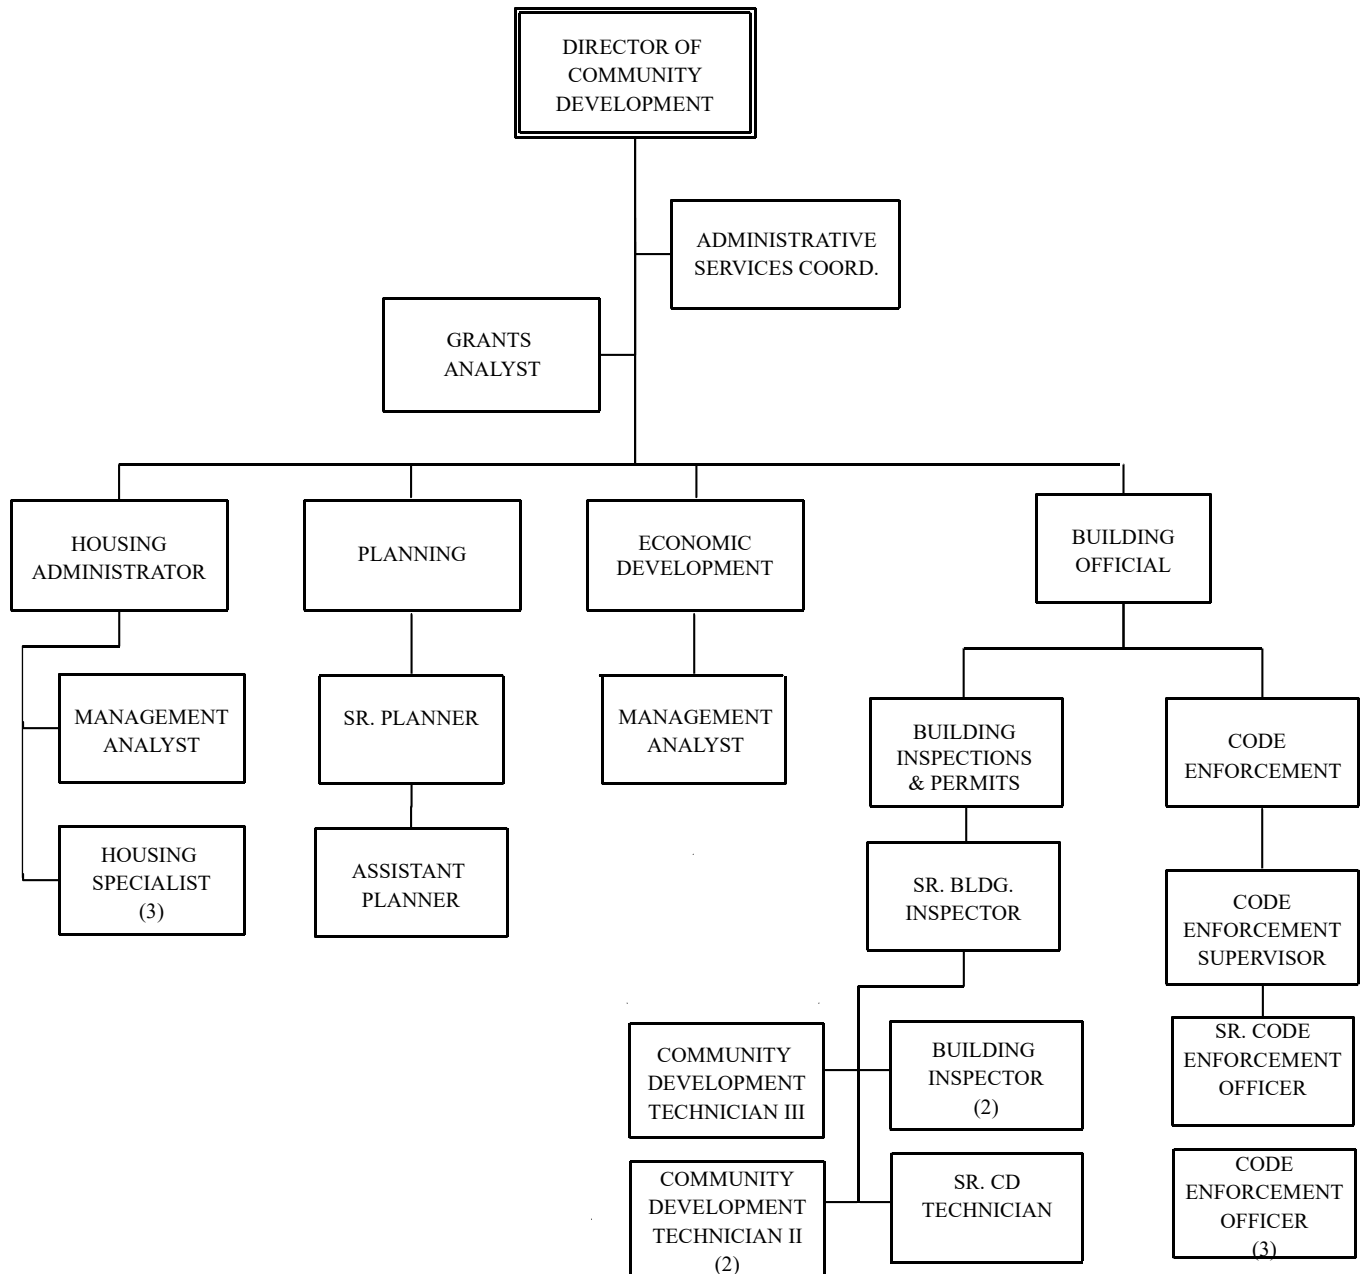 DIRECTOR OF
COMMUNITY
DEVELOPMENT
ADMINISTRATIVE
SERVICES COORD.
GRANTS
ANALYST
HOUSING
ADMINISTRATOR
PLANNING
ECONOMIC
DEVELOPMENT
BUILDING
OFFICIAL
MANAGEMENT
ANALYST
SR. PLANNER
MANAGEMENT
ANALYST
BUILDING
INSPECTIONS
& PERMITS
CODE
ENFORCEMENT
HOUSING
SPECIALIST
(3)
ASSISTANT
PLANNER
SR. BLDG.
INSPECTOR
CODE
ENFORCEMENT
SUPERVISOR
COMMUNITY
DEVELOPMENT
TECHNICIAN III
BUILDING
INSPECTOR
(2)
SR. CODE
ENFORCEMENT
OFFICER
COMMUNITY
DEVELOPMENT
TECHNICIAN II
(2)
SR. CD
TECHNICIAN
CODE
ENFORCEMENT
OFFICER
(3)